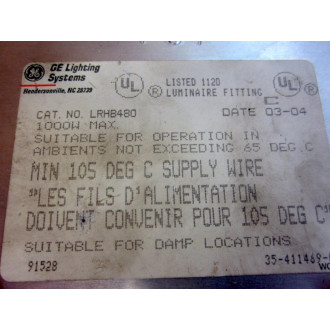 GE Lighting
Systems
Hendersonville, NC 28739
UL ®
LISTED 112D
LUMINAIRE FITTING
UL ®
CAT. NO. LRHB480
DATE 03-04
1000W MAX.
SUITABLE FOR OPERATION IN
AMBIENTS NOT EXCEEDING 65 DEG C
MIN 105 DEG C SUPPLY WIRE
"LES FILS D'ALIMENTATION
DOIVENT CONVENIR POUR 105 DEG C"
SUITABLE FOR DAMP LOCATIONS
91528
35-411469-